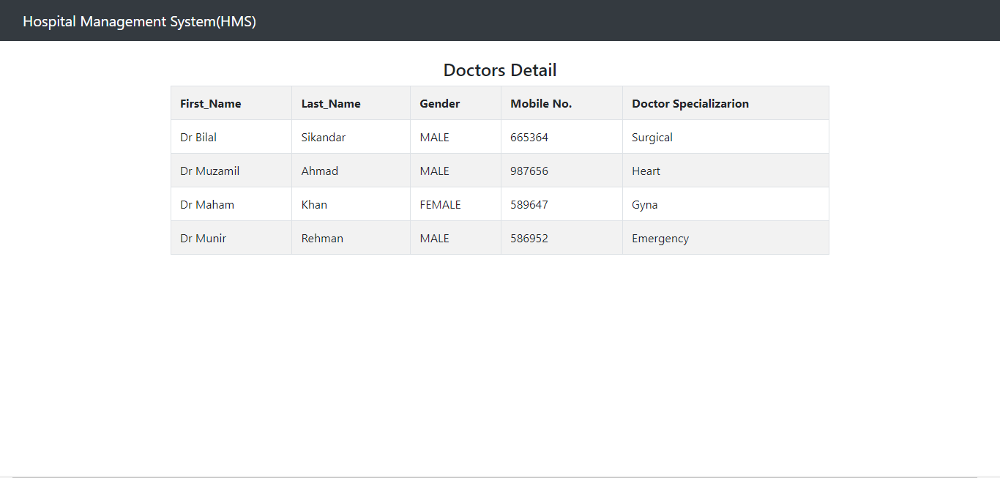 Hospital Management System(HMS)
Doctors Detail
First_Name Last_Name Gender Mobile No. Doctor Specializarion
Dr Bilal Sikandar MALE 665364 Surgical
Dr Muzamil Ahmad MALE 987656 Heart
Dr Maham Khan FEMALE 589647 Gyna
Dr Munir Rehman MALE 586952 Emergency